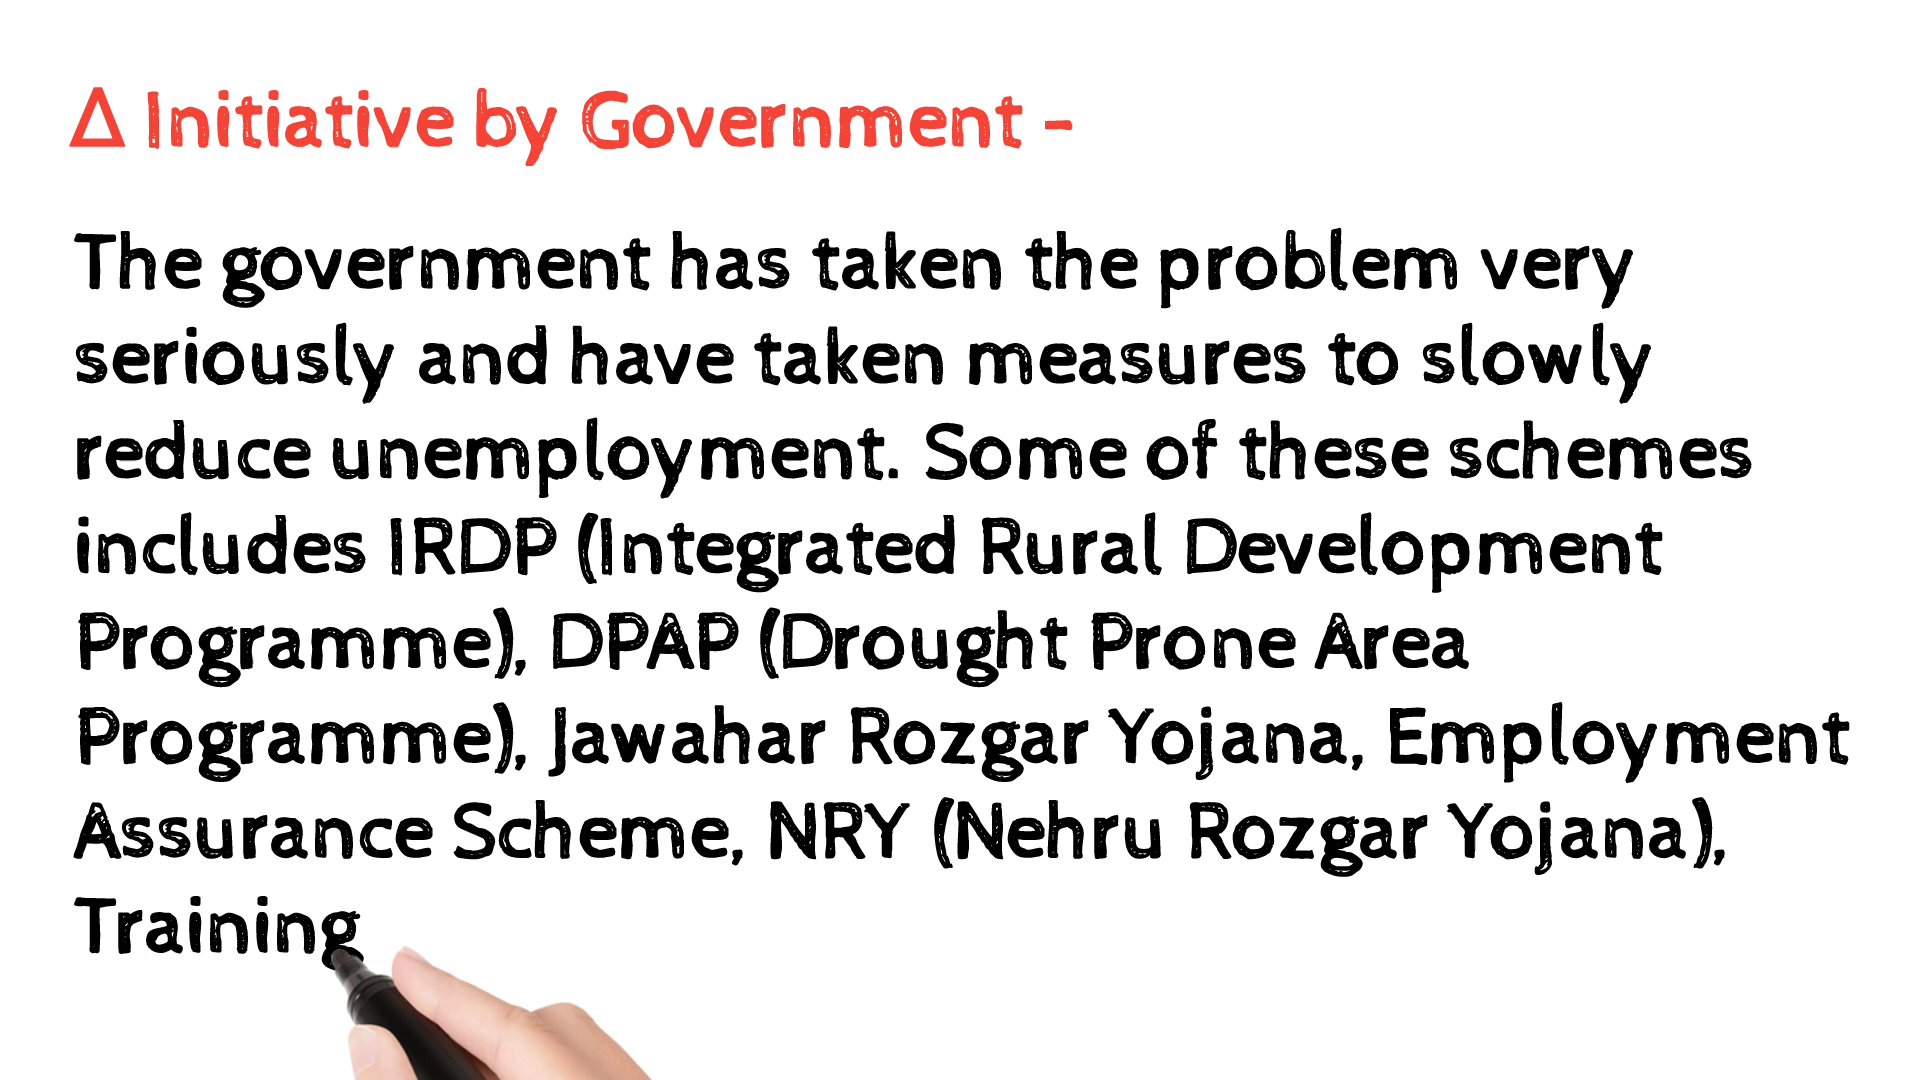 Δ Initiative by Government -
The government has taken the problem very
seriously and have taken measures to slowly
reduce unemployment. Some of these schemes
includes IRDP (Integrated Rural Development
Programme), DPAP (Drought Prone Area
Programme), Jawahar Rozgar Yojana, Employment
Assurance Scheme, NRY (Nehru Rozgar Yojana),
Training